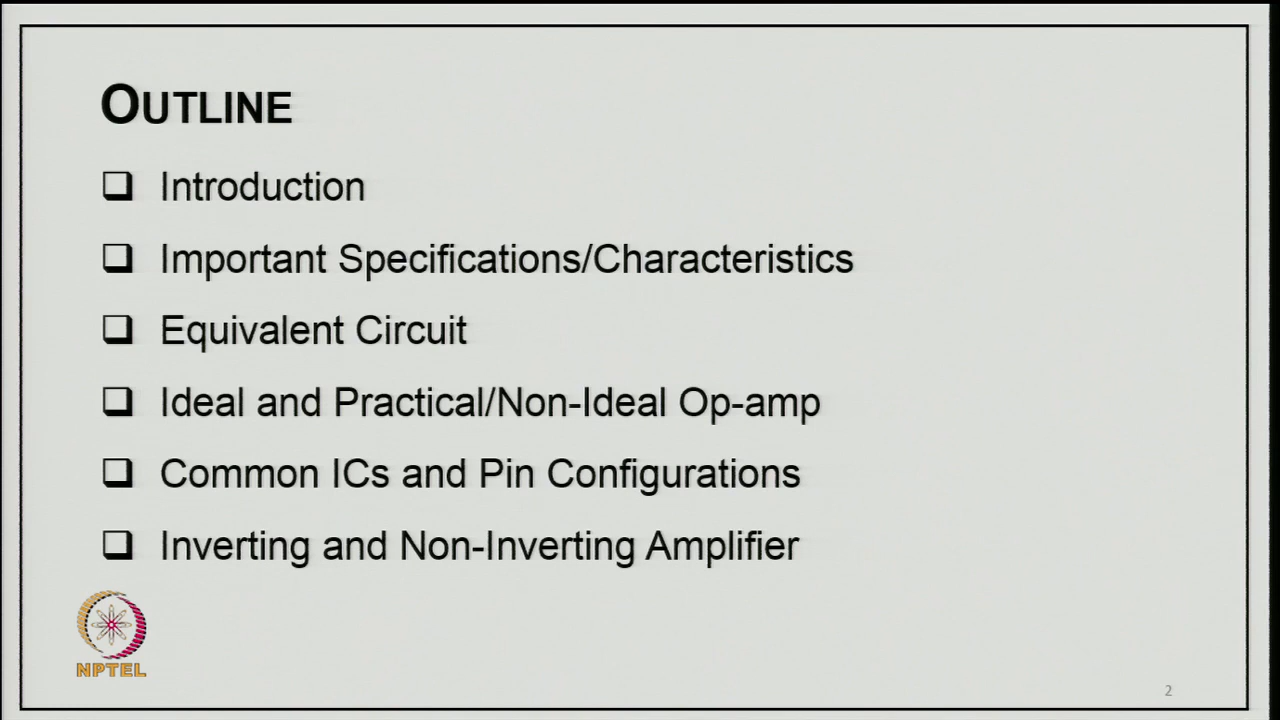 OUTLINE
Introduction
Important Specifications/Characteristics
Equivalent Circuit
Ideal and Practical/Non-Ideal Op-amp
Common ICs and Pin Configurations
Inverting and Non-Inverting Amplifier
NPTEL
2